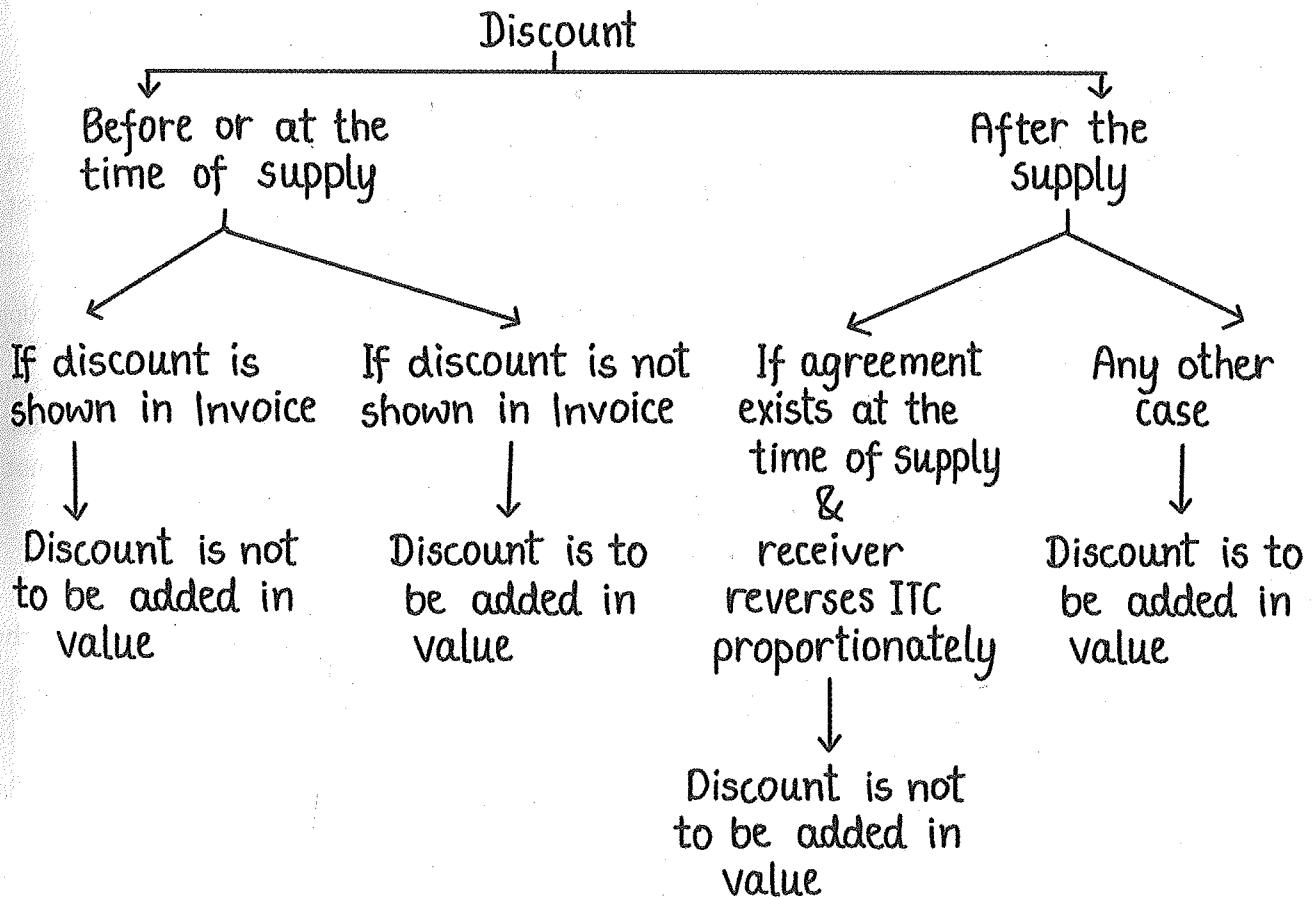 Discount
Before or at the
time of supply
After the
supply
If discount is
shown in Invoice
If discount is not
shown in Invoice
If agreement
exists at the
time of supply
&
receiver
reverses ITC
proportionately
Any other
case
Discount is not
to be added in
value
Discount is to
be added in
value
Discount is not
to be added in
value
Discount is to
be added in
value